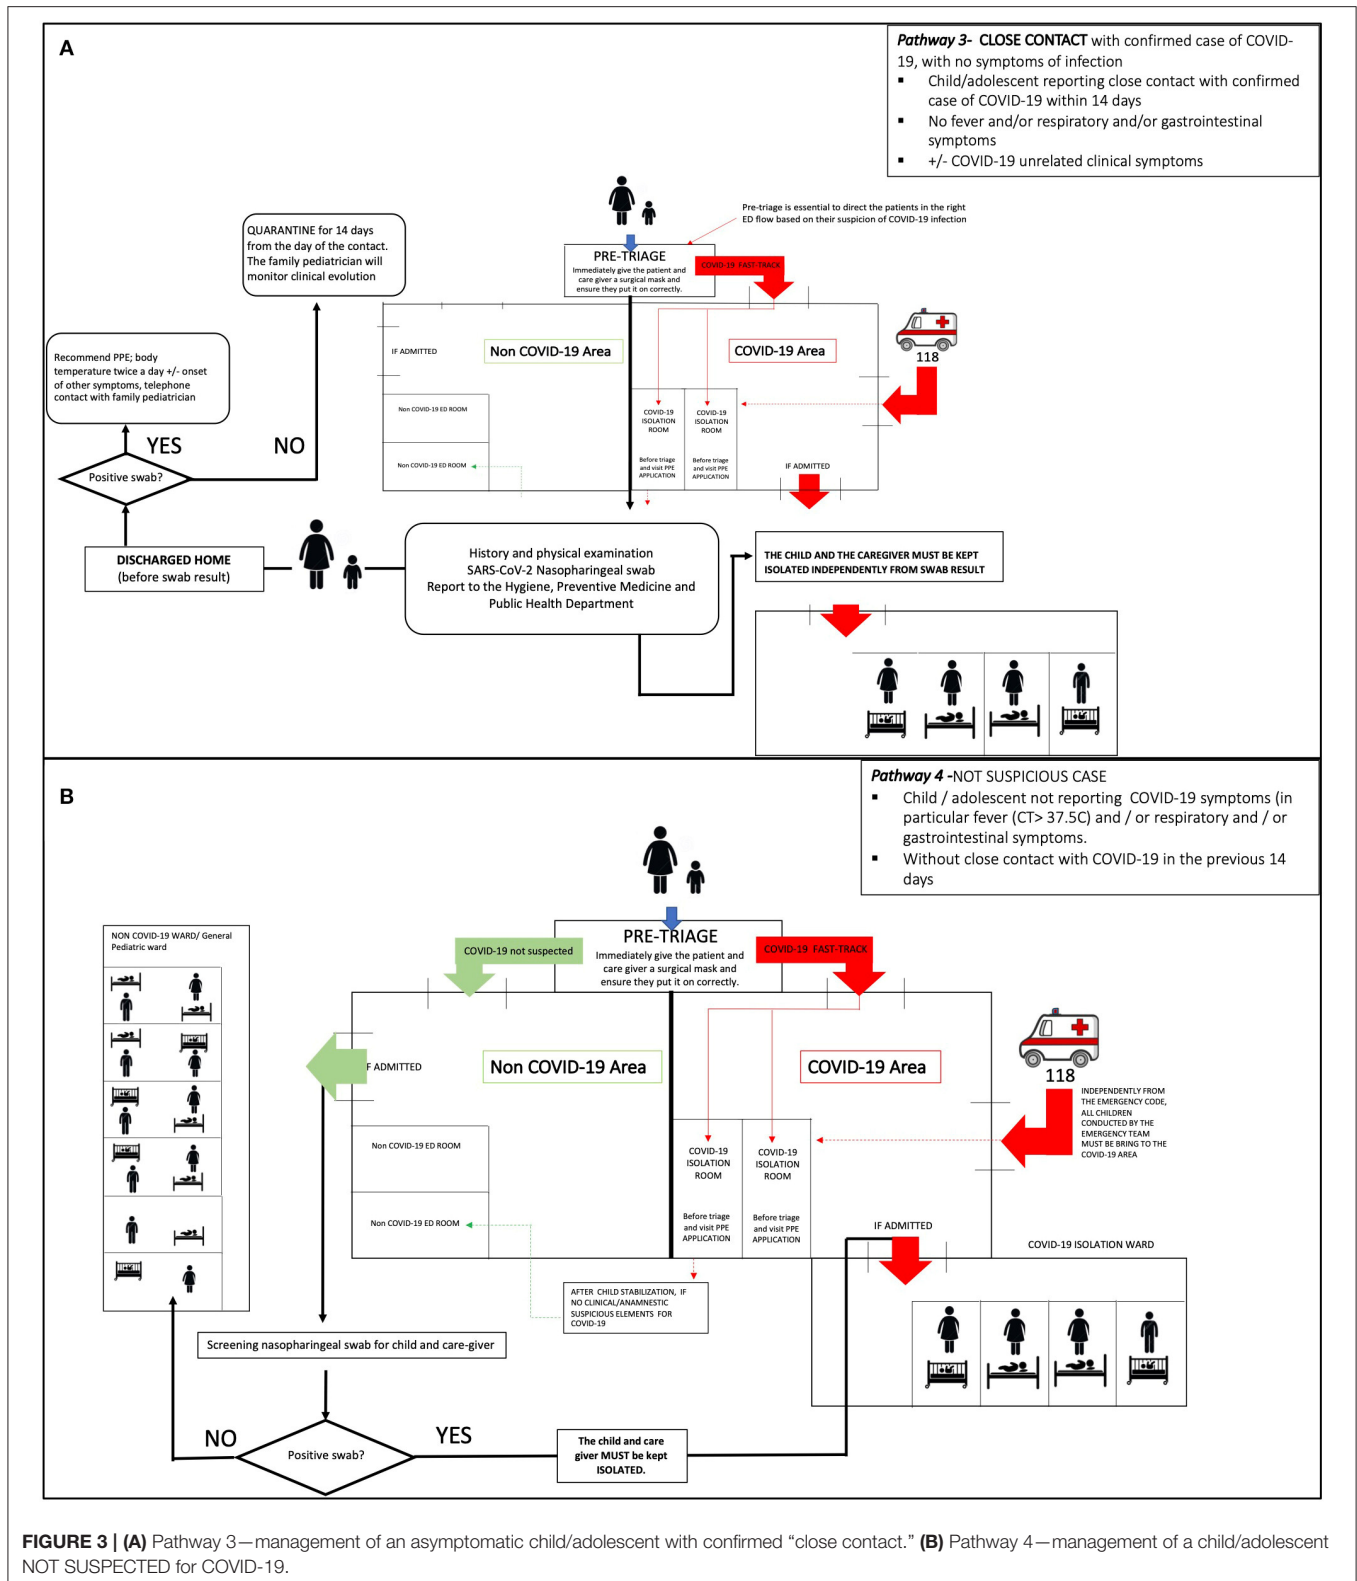 A
Pathway 3- CLOSE CONTACT with confirmed case of COVID-
19, with no symptoms of infection
▪ Child/adolescent reporting close contact with confirmed
case of COVID-19 within 14 days
▪ No fever and/or respiratory and/or gastrointestinal
symptoms
▪ +/- COVID-19 unrelated clinical symptoms
Pre-triage is essential to direct the patients in the right
ED flow based on their suspicion of COVID-19 infection
QUARANTINE for 14 days
from the day of the contact.
The family pediatrician will
monitor clinical evolution
PRE-TRIAGE
Immediately give the patient and
care giver a surgical mask and
ensure they put it on correctly.
COVID-19 FAST-TRACK
Recommend PPE; body
temperature twice a day +/- onset
of other symptoms, telephone
contact with family pediatrician
IF ADMITTED
Non COVID-19 Area
COVID-19 Area
118
Non COVID-19 ED ROOM
Non COVID-19 ED ROOM
COVID-19
ISOLATION
ROOM
Before triage
and visit PPE
APPLICATION
COVID-19
ISOLATION
ROOM
Before triage
and visit PPE
APPLICATION
IF ADMITTED
YES
NO
Positive swab?
DISCHARGED HOME
(before swab result)
History and physical examination
SARS-CoV-2 Nasopharingeal swab
Report to the Hygiene, Preventive Medicine and
Public Health Department
THE CHILD AND THE CAREGIVER MUST BE KEPT
ISOLATED INDEPENDENTLY FROM SWAB RESULT
B
Pathway 4 -NOT SUSPICIOUS CASE
▪ Child / adolescent not reporting COVID-19 symptoms (in
particular fever (CT> 37.5C) and / or respiratory and / or
gastrointestinal symptoms.
▪ Without close contact with COVID-19 in the previous 14
days
NON COVID-19 WARD/ General
Pediatric ward
COVID-19 not suspected
PRE-TRIAGE
Immediately give the patient and
care giver a surgical mask and
ensure they put it on correctly.
COVID-19 FAST-TRACK
F ADMITTED
Non COVID-19 Area
COVID-19 Area
118
INDEPENDENTLY FROM
THE EMERGENCY CODE,
ALL CHILDREN
CONDUCTED BY THE
EMERGENCY TEAM
MUST BE BRING TO THE
COVID-19 AREA
Non COVID-19 ED ROOM
Non COVID-19 ED ROOM
COVID-19
ISOLATION
ROOM
Before triage
and visit PPE
APPLICATION
COVID-19
ISOLATION
ROOM
Before triage
and visit PPE
APPLICATION
IF ADMITTED
COVID-19 ISOLATION WARD
AFTER CHILD STABILIZATION, IF
NO CLINICAL/ANAMNESTIC
SUSPICIOUS ELEMENTS FOR
COVID-19
Screening nasopharingeal swab for child and care-giver
NO
Positive swab?
YES
The child and care
giver MUST be kept
ISOLATED.
FIGURE 3 | (A) Pathway 3—management of an asymptomatic child/adolescent with confirmed “close contact.” (B) Pathway 4—management of a child/adolescent
NOT SUSPECTED for COVID-19.